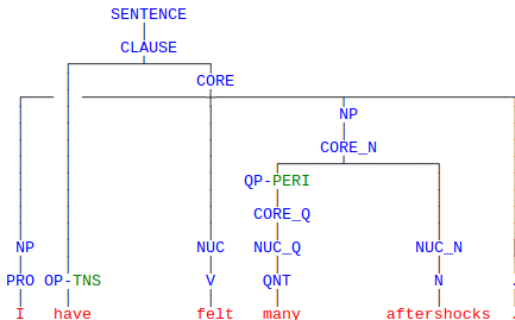 SENTENCE
CLAUSE
CORE
NP
CORE_N
QP-PERI
CORE_Q
NP NUC NUC_Q NUC_N
PRO OP-TNS V QNT N .
I have felt many aftershocks .